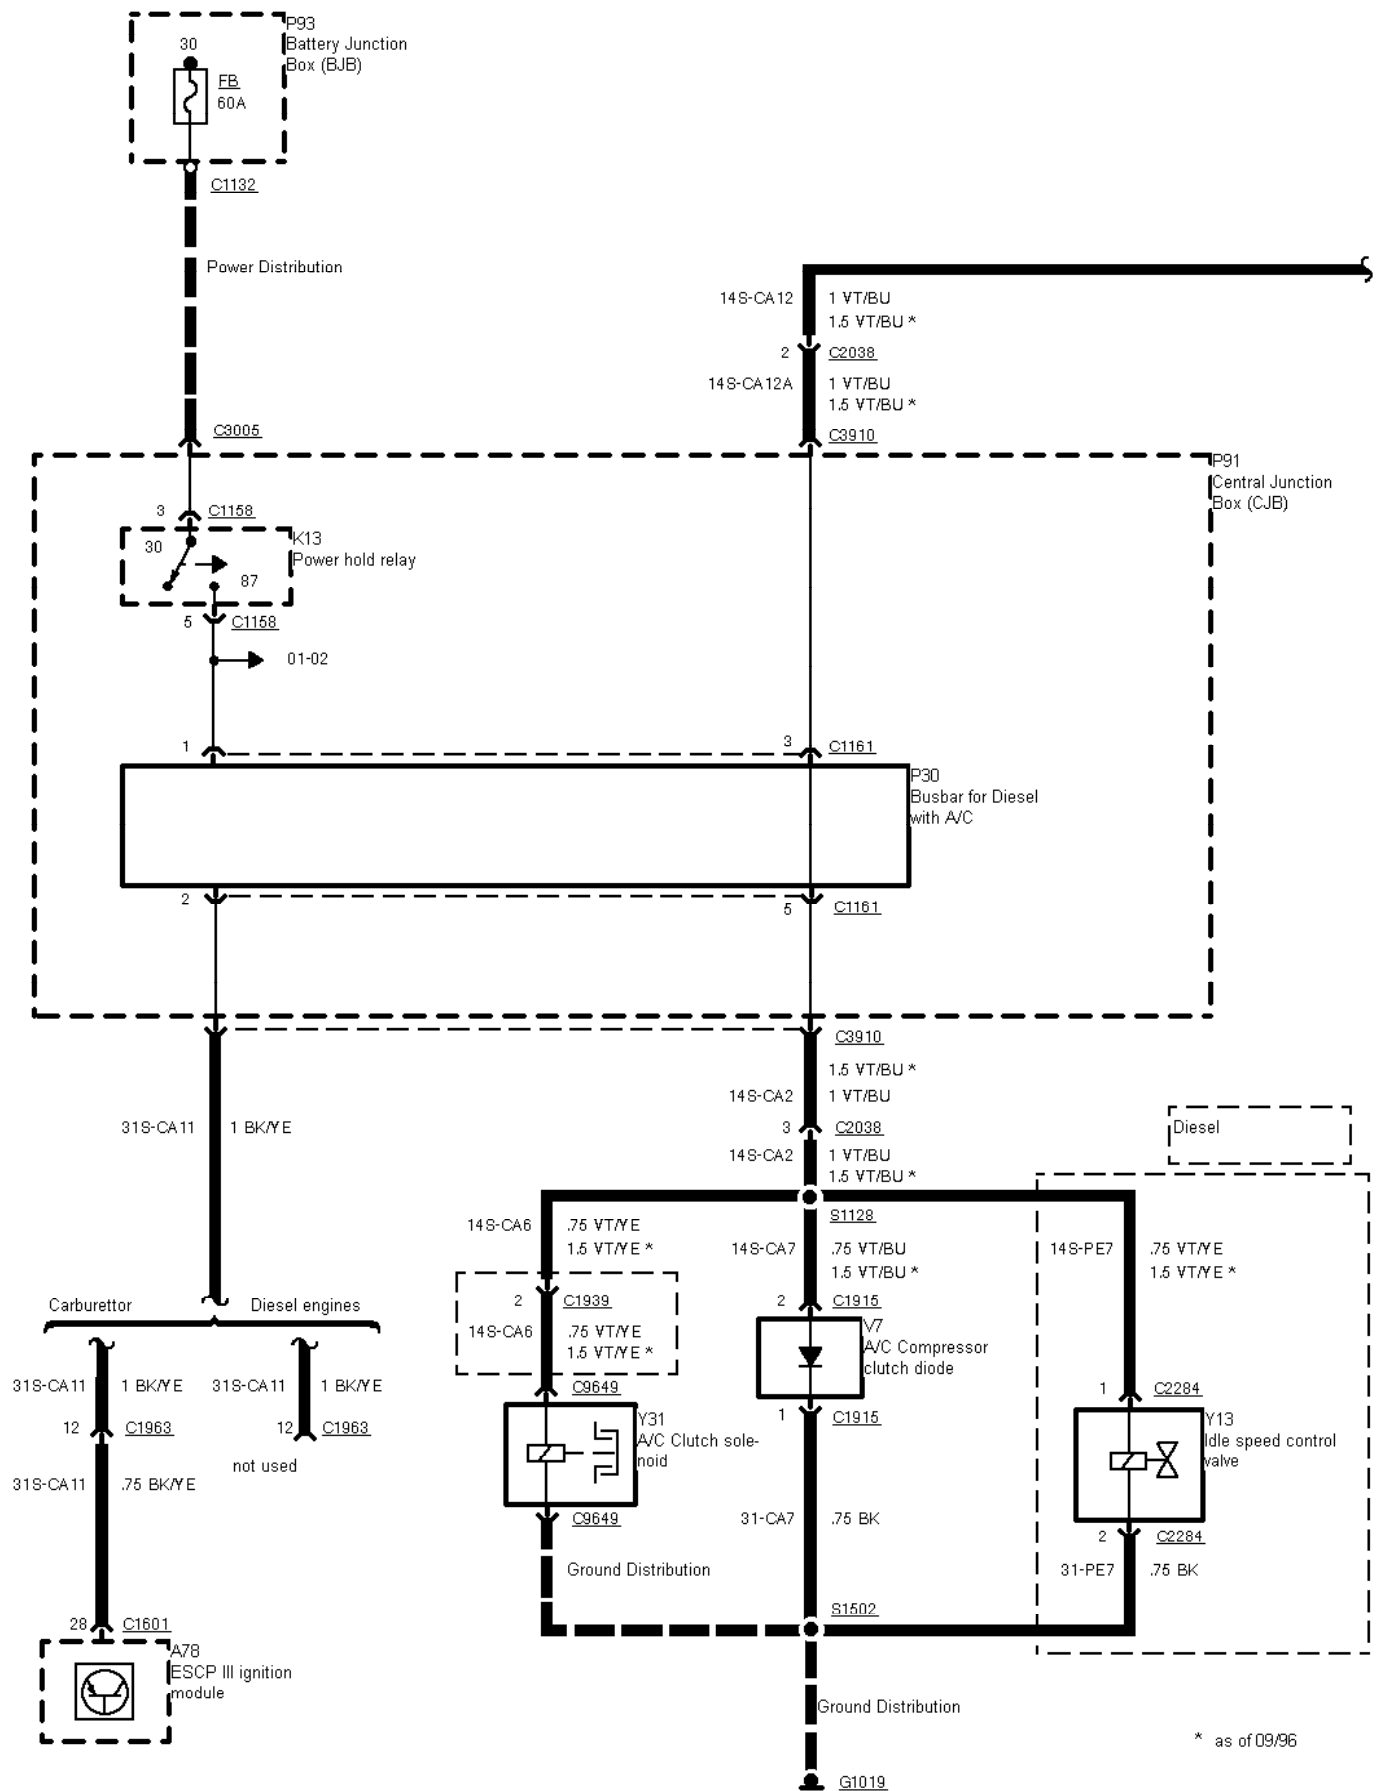 P93
30
Battery Junction
Box (BJB)
FB
60A
C1132
Power Distribution
14S-CA12
1 VT/BU
1.5 VT/BU *
2
C2038
14S-CA12A
1 VT/BU
1.5 VT/BU *
C3005
C3910
P91
Central Junction
Box (CJB)
3
C1158
K13
30
Power hold relay
87
5
C1158
01-02
1
3
C1161
P30
Busbar for Diesel
with A/C
2
5
C1161
C3910
1.5 VT/BU *
14S-CA2
1 VT/BU
31S-CA11
1 BK/YE
3
C2038
Diesel
14S-CA2
1 VT/BU
1.5 VT/BU *
S1128
14S-CA6
.75 VT/YE
1.5 VT/YE *
14S-CA7
.75 VT/BU
1.5 VT/BU *
14S-PE7
.75 VT/YE
1.5 VT/YE *
Carburettor
Diesel engines
2
C1939
2
C1915
14S-CA6
.75 VT/YE
1.5 VT/YE *
V7
A/C Compressor
clutch diode
31S-CA11
1 BK/YE
31S-CA11
1 BK/YE
C9649
1
C2284
12
C1963
12
C1963
Y31
A/C Clutch sole-
noid
1
C1915
Y13
Idle speed control
valve
not used
31S-CA11
.75 BK/YE
C9649
31-CA7
.75 BK
2
C2284
Ground Distribution
31-PE7
.75 BK
S1502
28
C1601
A78
ESCP III ignition
module
Ground Distribution
* as of 09/96
G1019